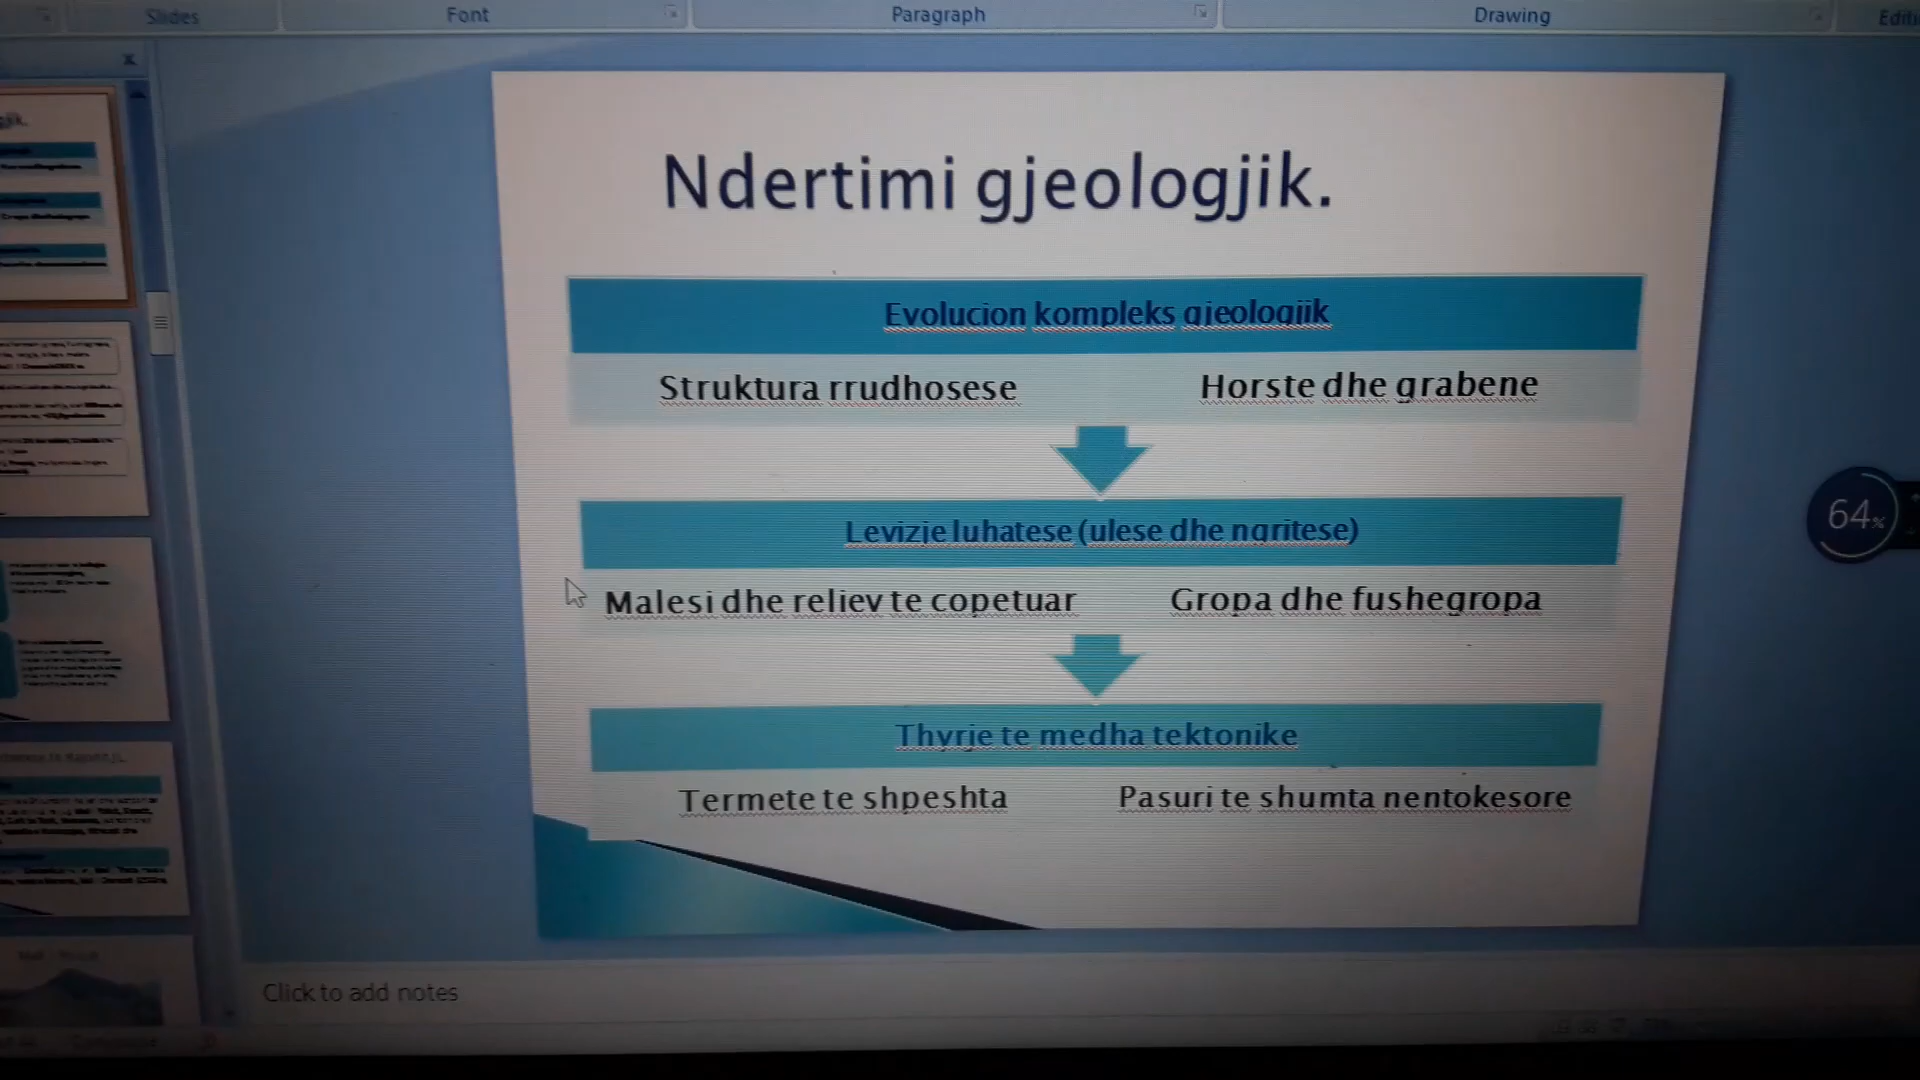 Slides Font Paragraph Drawing
Ndertimi gjeologjik.
Evolucion kompleks gjeologjik
Struktura rrudhosese Horste dhe grabene
Levizje luhatese (ulese dhe ngritese)
Malesi dhe reliev te copetuar Gropa dhe fushegropa
64%
Thyrje te medha tektonike
Termete te shpeshta Pasuri te shumta nentokesore
Click to add notes